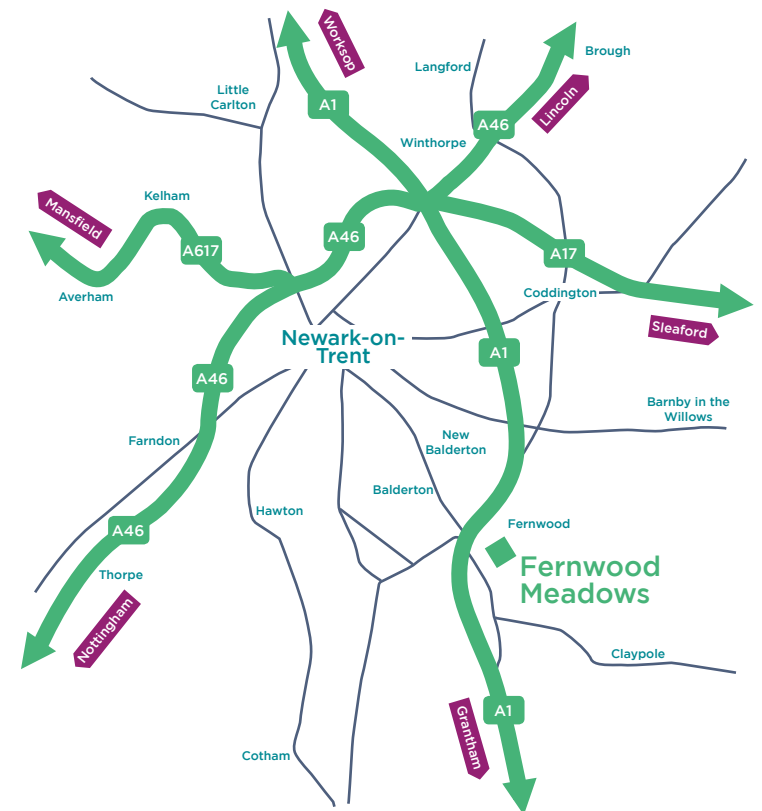 Worksop
Brough
Langford
Little
Carlton
A1
Lincoln
A46
Winthorpe
Kelham
Mansfield
A46
A617
A17
Averham
Coddington
Sleaford
Newark-on-
Trent
A1
A46
Barnby in the
Willows
Farndon
New
Balderton
Balderton
Hawton
Fernwood
A46
Fernwood
Meadows
Thorpe
Nottingham
Claypole
A1
Grantham
Cotham